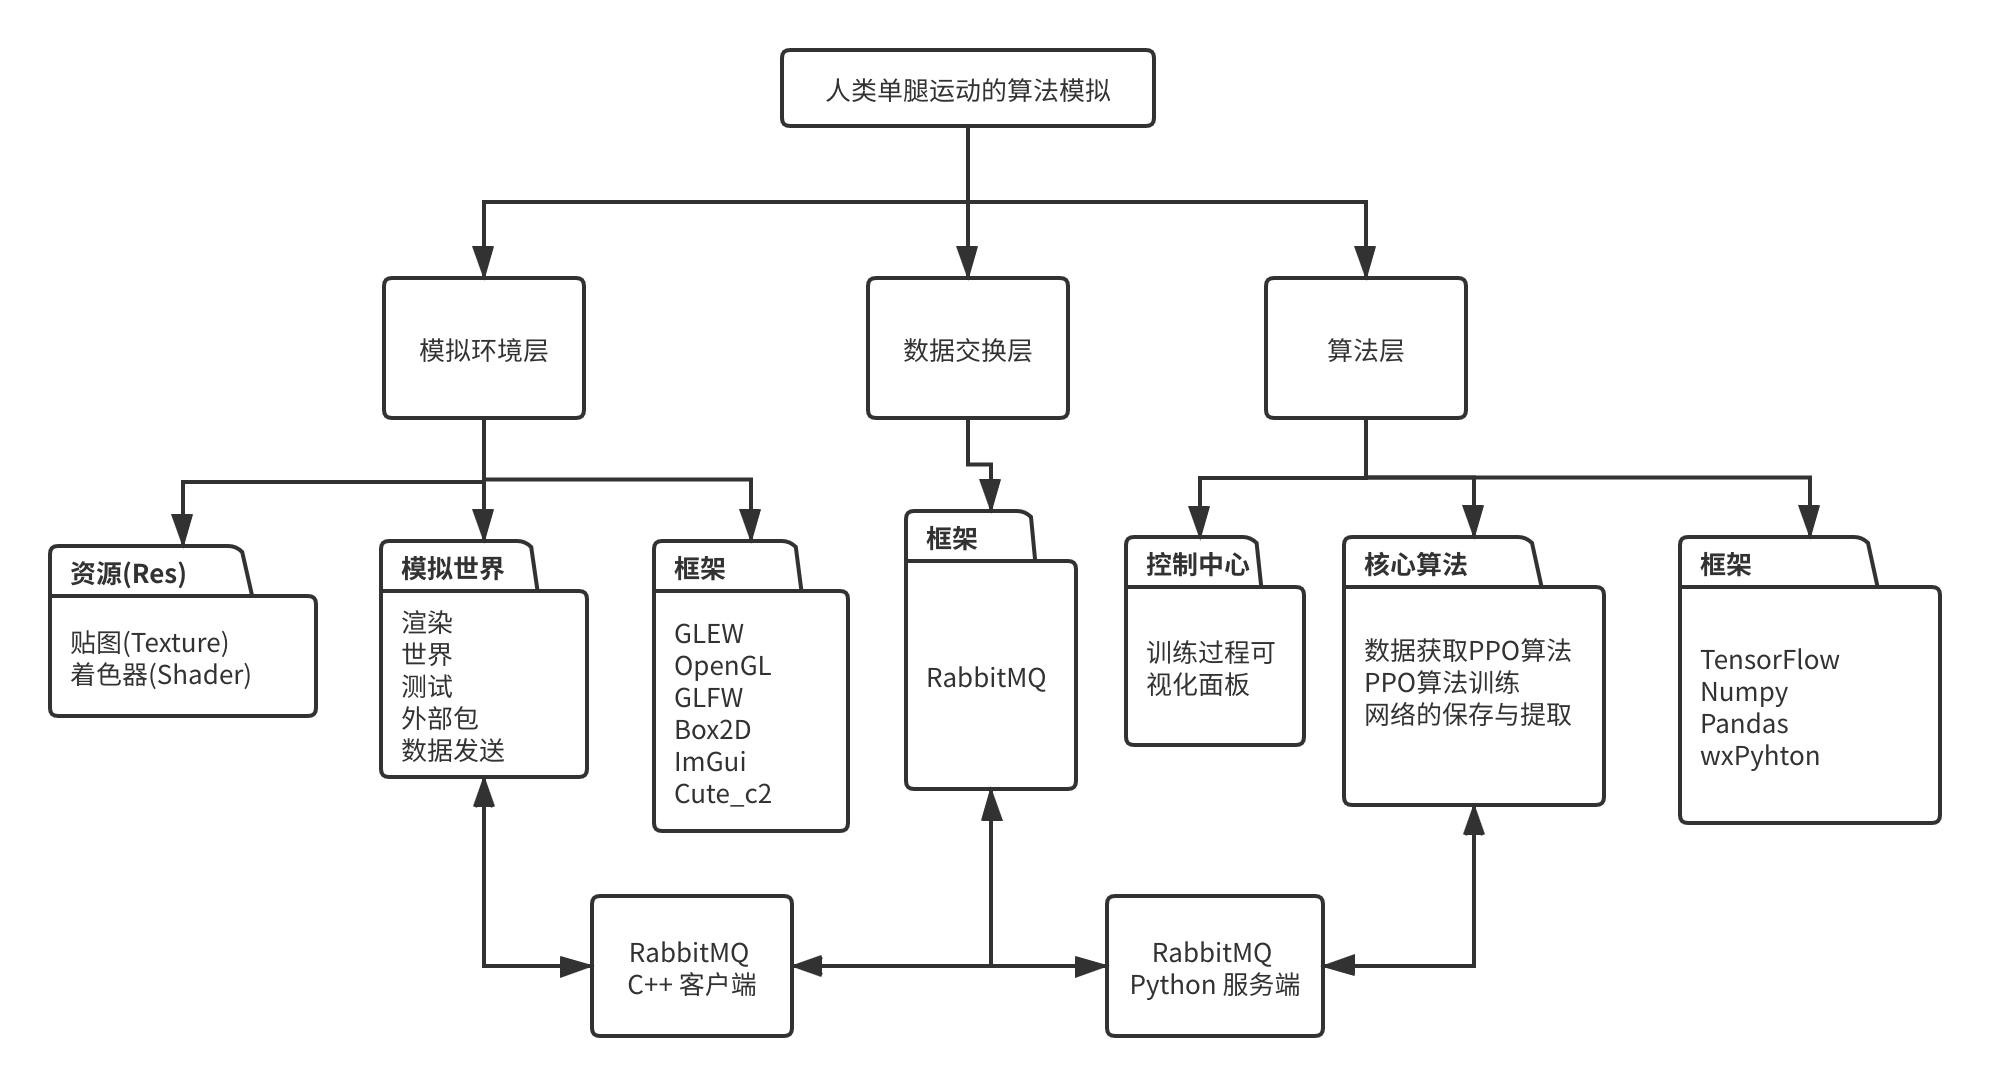 人类单腿运动的算法模拟
模拟环境层
数据交换层
算法层
资源(Res)
贴图(Texture)
着色器(Shader)
模拟世界
渲染
世界
测试
外部包
数据发送
框架
GLEW
OpenGL
GLFW
Box2D
ImGui
Cute_c2
框架
RabbitMQ
控制中心
训练过程可
视化面板
核心算法
数据获取PPO算法
PPO算法训练
网络的保存与提取
框架
TensorFlow
Numpy
Pandas
wxPyhton
RabbitMQ
C++ 客户端
RabbitMQ
Python 服务端